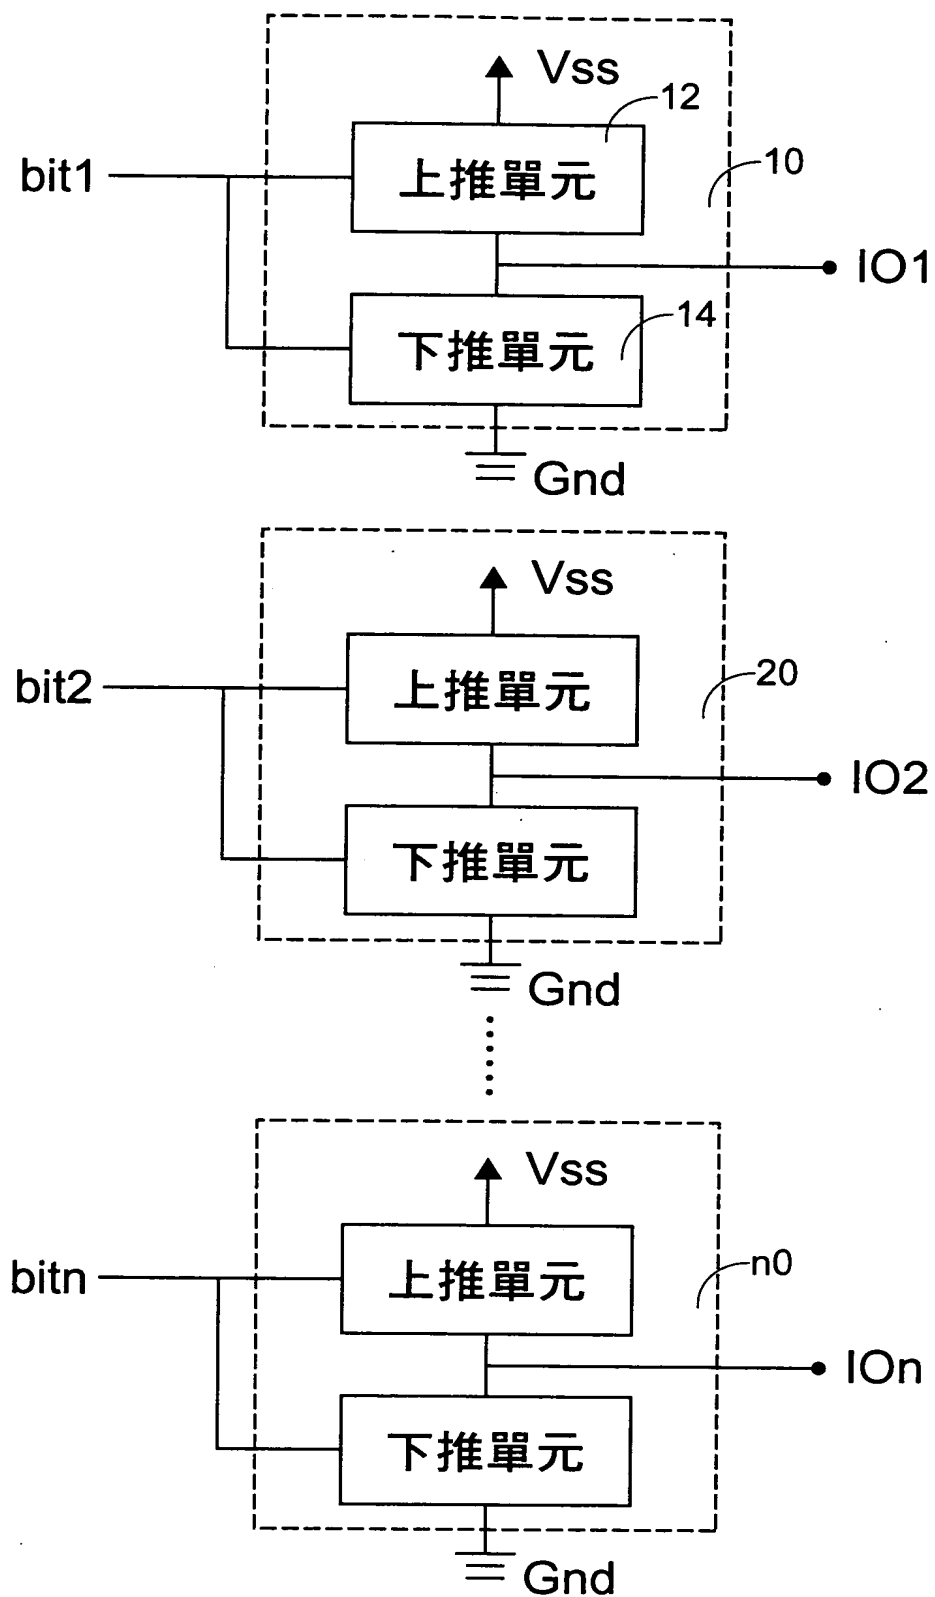 Vss
12
上推單元
10
bit1
IO1
14
下推單元
Gnd
Vss
上推單元
20
bit2
IO2
下推單元
Gnd
Vss
上推單元
n0
bitn
IOn
下推單元
Gnd